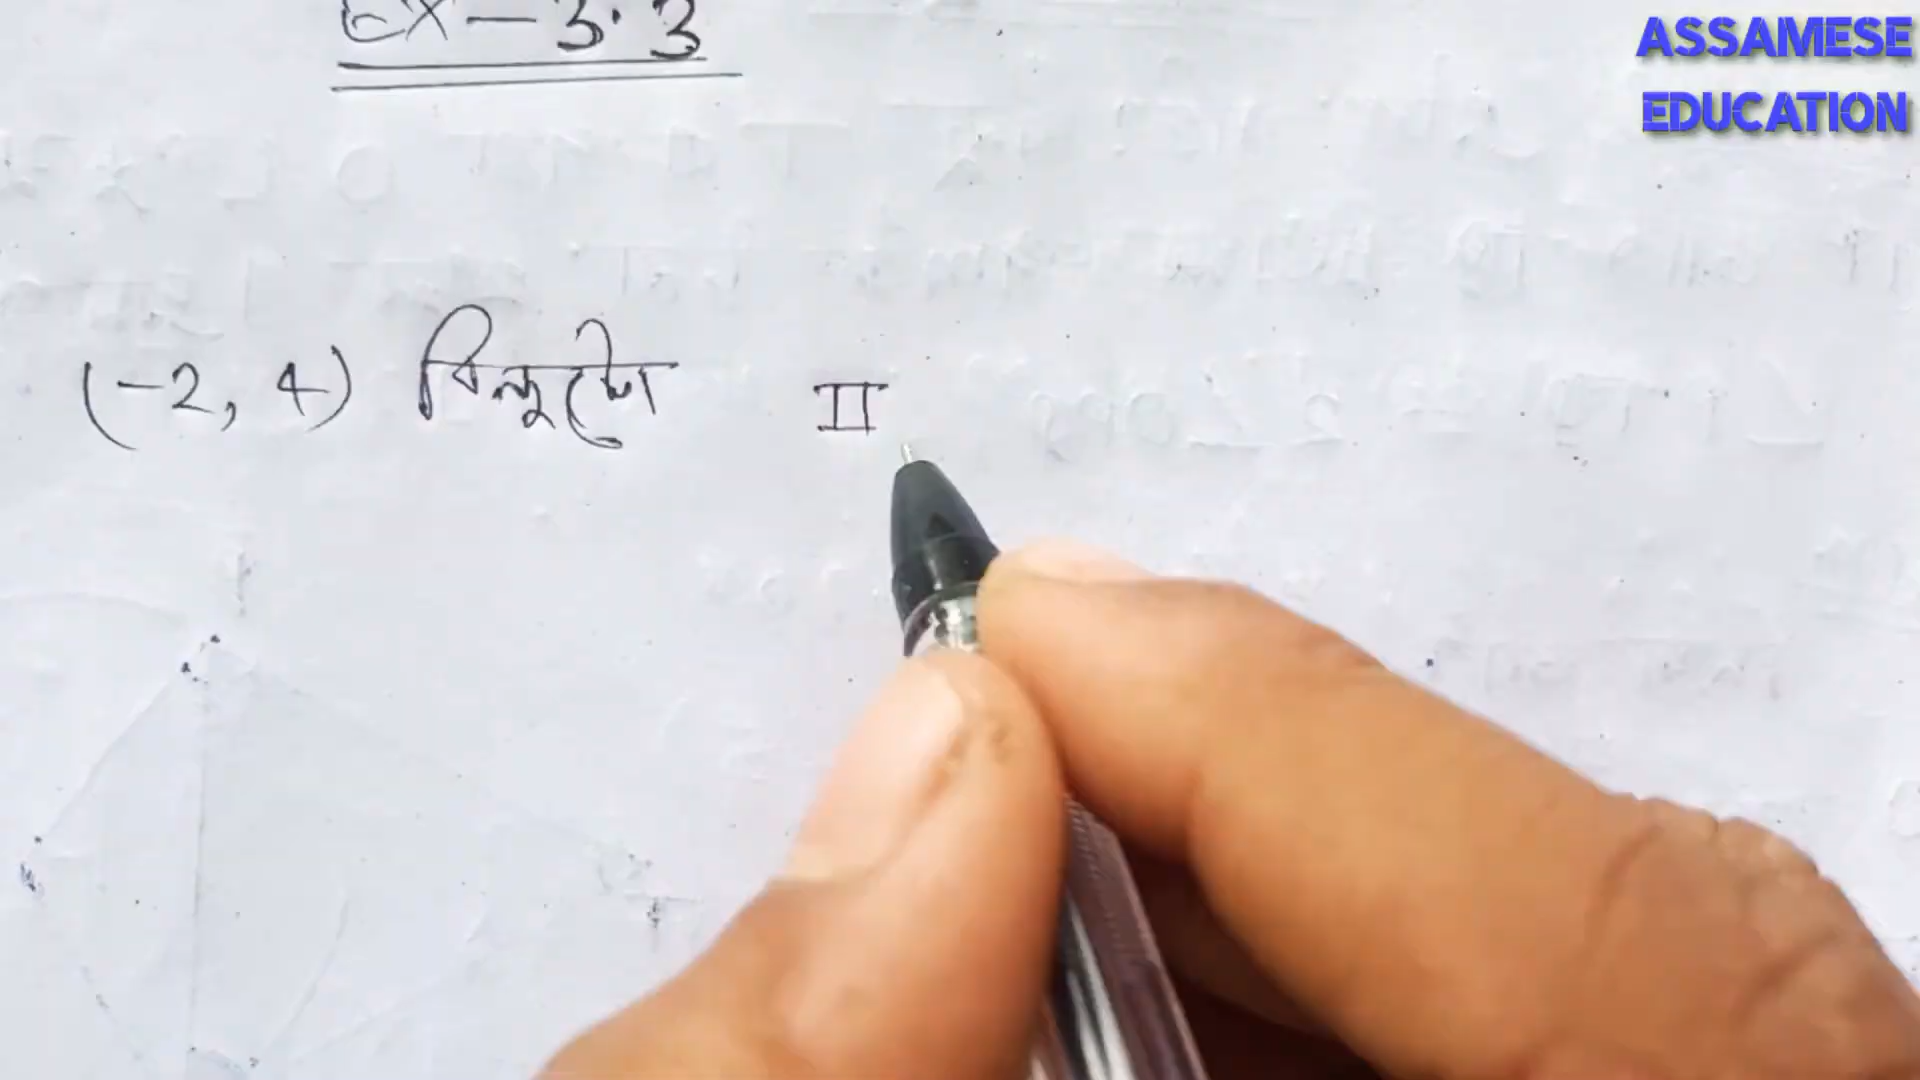 Ex - 3.3
ASSAMESE
EDUCATION
(-2, 4) বিন্দুটো II